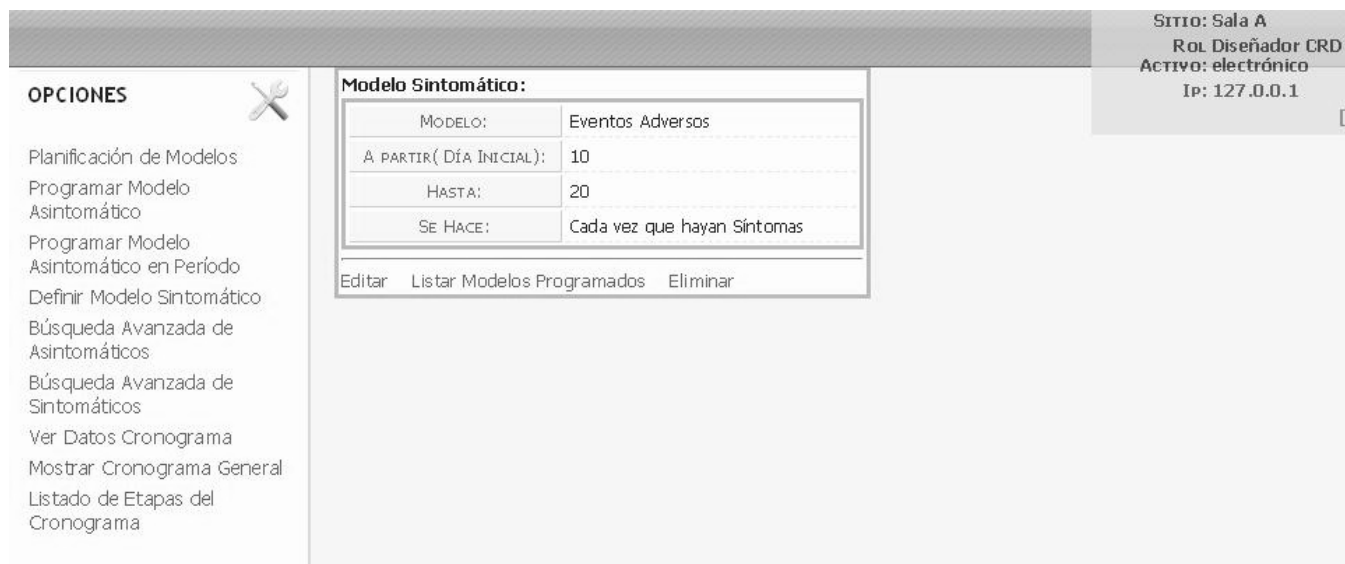 SITIO: Sala A
ROL Diseñador CRD
ACTIVO: electrónico
IP: 127.0.0.1
OPCIONES
Planificación de Modelos
Programar Modelo
Asintomático
Programar Modelo
Asintomático en Período
Definir Modelo Sintomático
Búsqueda Avanzada de
Asintomáticos
Búsqueda Avanzada de
Sintomáticos
Ver Datos Cronograma
Mostrar Cronograma General
Listado de Etapas del
Cronograma
Modelo Sintomático:
MODELO: Eventos Adversos
A PARTIR( DÍA INICIAL): 10
HASTA: 20
SE HACE: Cada vez que hayan Síntomas
Editar Listar Modelos Programados Eliminar